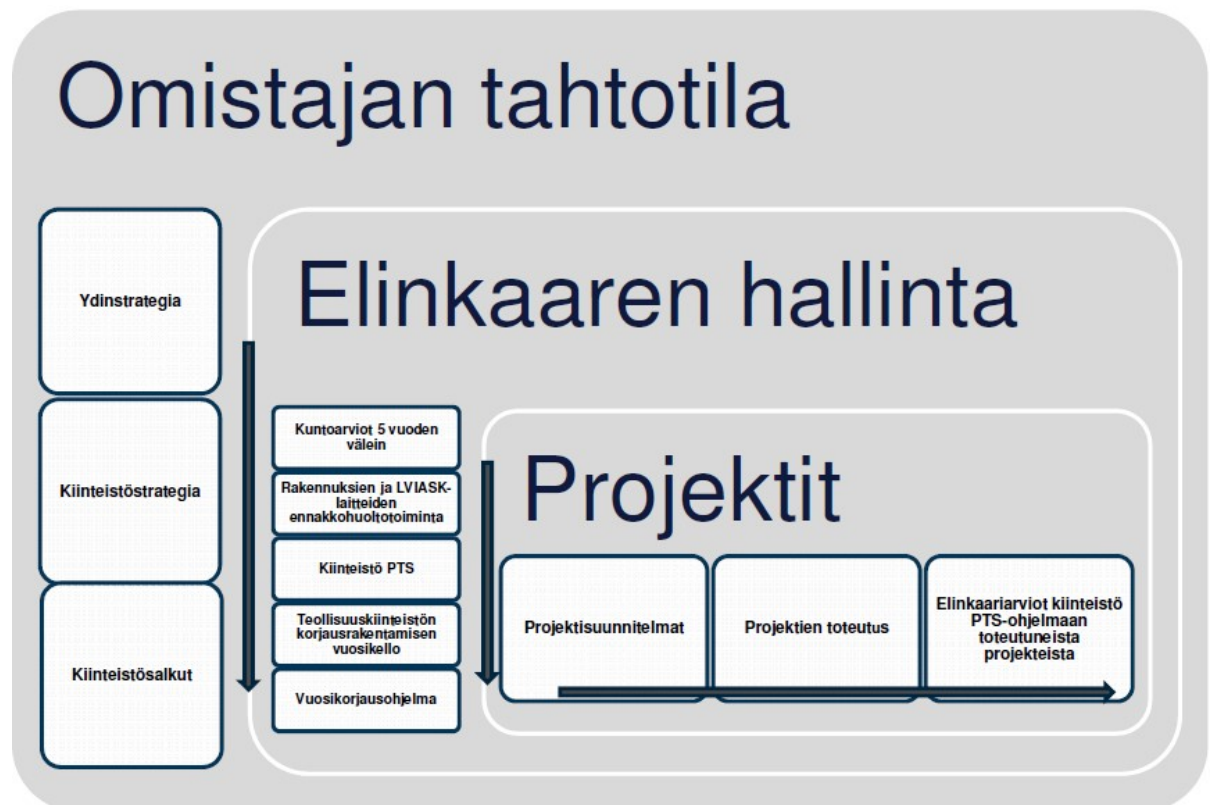 Omistajan tahtotila
Ydinstrategia
Kiinteistöstrategia
Kiinteistösalkut
Elinkaaren hallinta
Kuntoarviot 5 vuoden
välein
Rakennuksien ja LVIASK-
laitteiden
ennakkohuoltotoiminta
Kiinteistö PTS
Teollisuuskiinteistön
korjausrakentamisen
vuosikello
Vuosikorjausohjelma
Projektit
Projektisuunnitelmat
Projektien toteutus
Elinkaariarviot kiinteistö
PTS-ohjelmaan
toteutuneista
projekteista